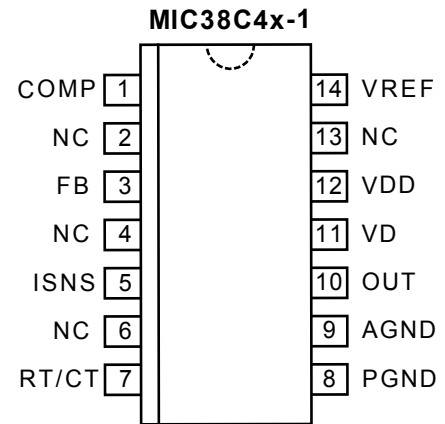 MIC38C4x-1
COMP 1 14 VREF
NC 2 13 NC
FB 3 12 VDD
NC 4 11 VD
ISNS 5 10 OUT
NC 6 9 AGND
RT/CT 7 8 PGND